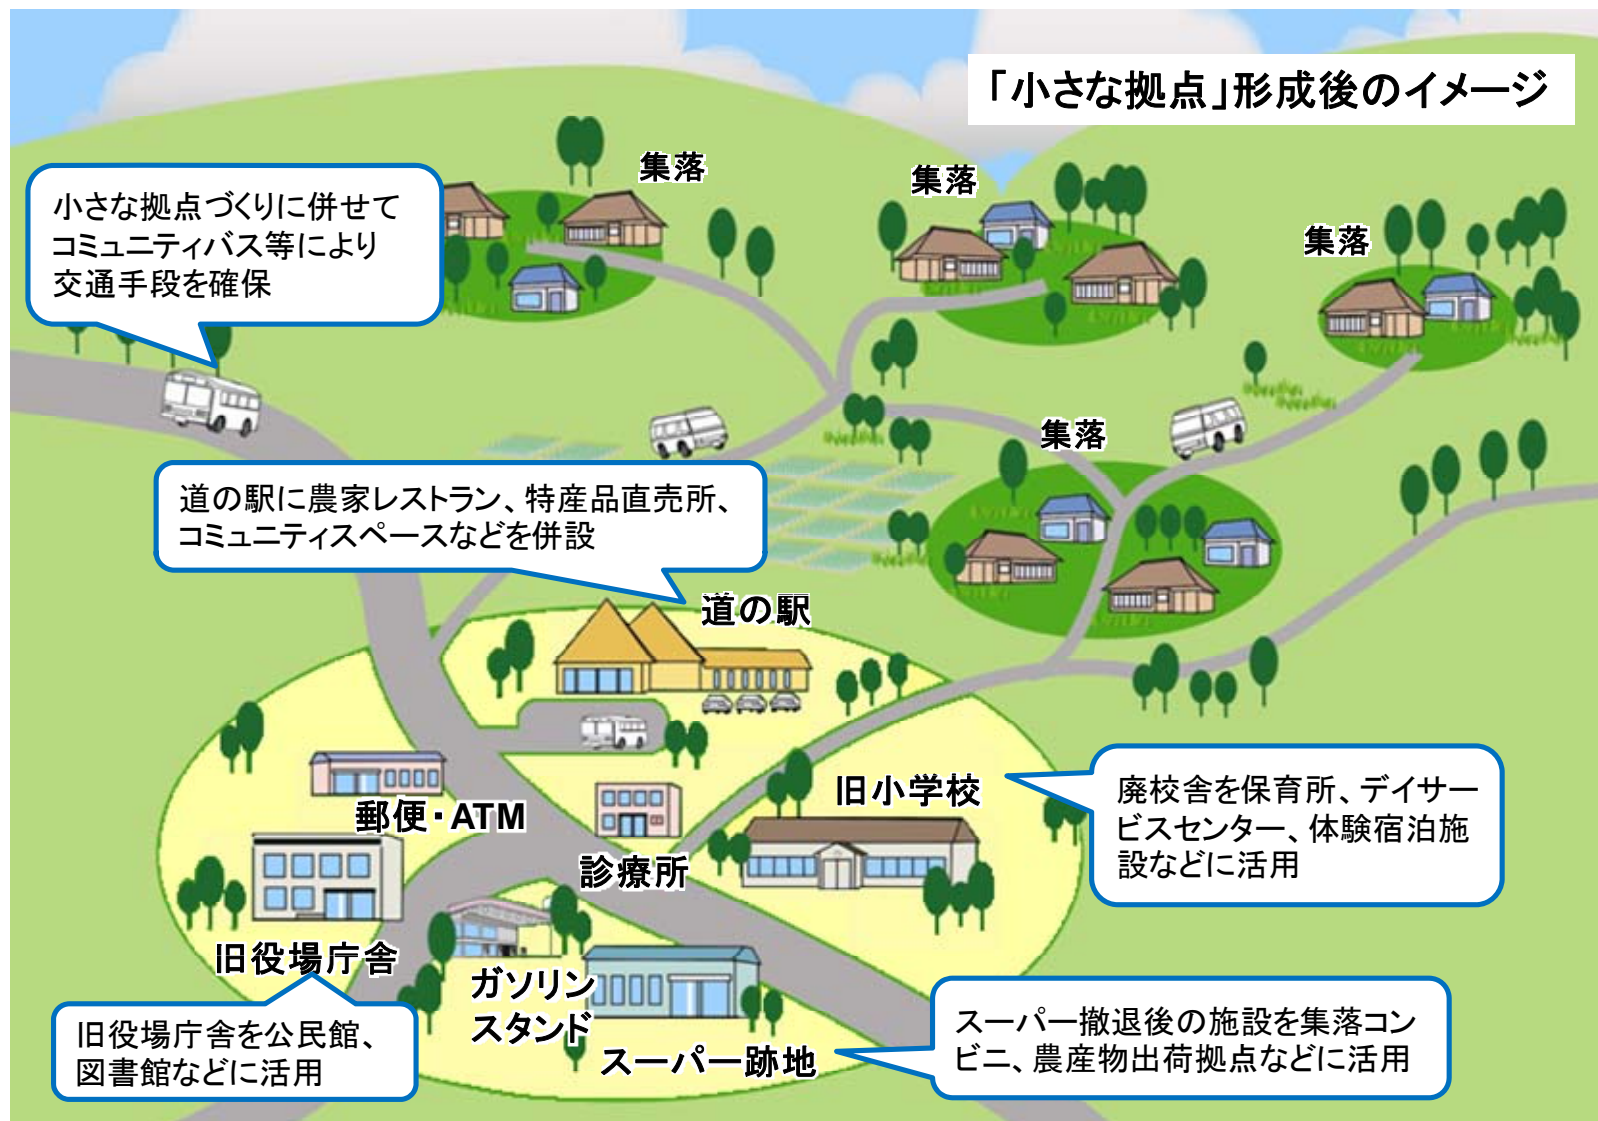 「小さな拠点」形成後のイメージ
集落
集落
集落
小さな拠点づくりに併せて
コミュニティバス等により
交通手段を確保
集落
道の駅に農家レストラン、特産品直売所、
コミュニティスペースなどを併設
道の駅
旧小学校
廃校舎を保育所、デイサー
ビスセンター、体験宿泊施
設などに活用
郵便・ATM
診療所
旧役場庁舎
ガソリン
スタンド
スーパー跡地
旧役場庁舎を公民館、
図書館などに活用
スーパー撤退後の施設を集落コン
ビニ、農産物出荷拠点などに活用